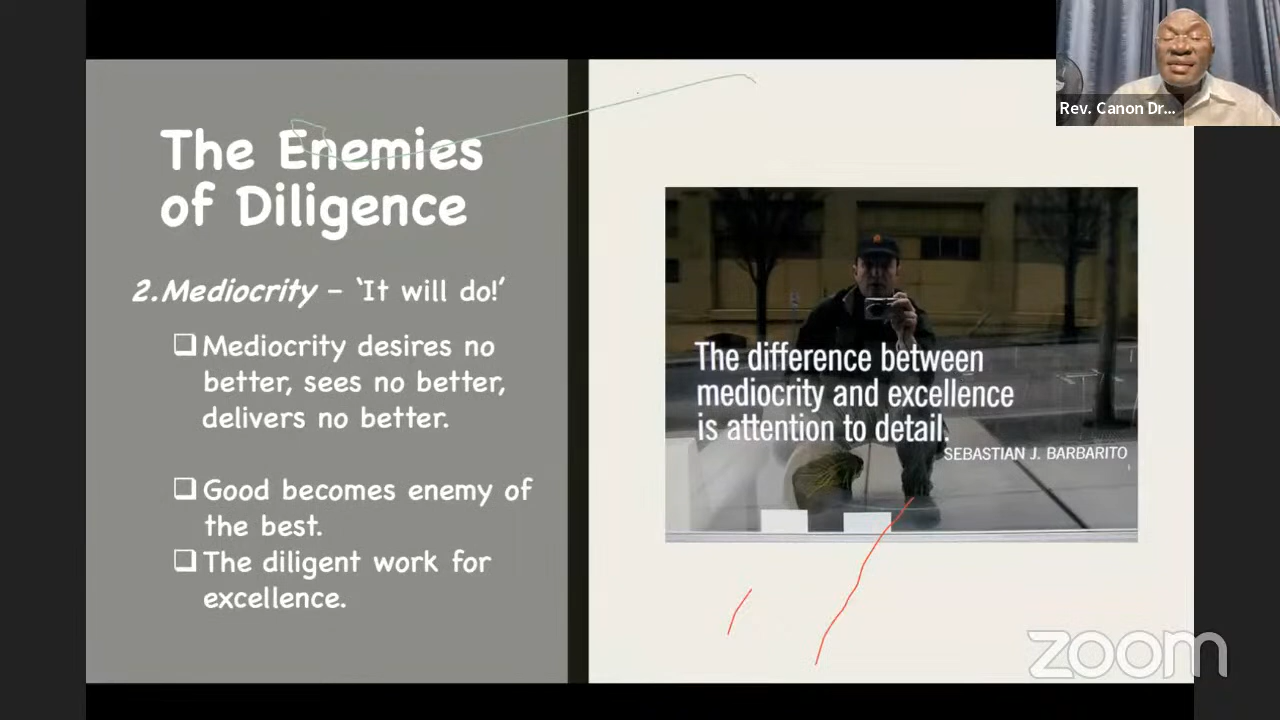 Rev. Canon Dr...
The Enemies
of Diligence
2. Mediocrity – ‘It will do!’
❑ Mediocrity desires no
better, sees no better,
delivers no better.
❑ Good becomes enemy of
the best.
❑ The diligent work for
excellence.
The difference between
mediocrity and excellence
is attention to detail.
SEBASTIAN J. BARBARITO
zoom